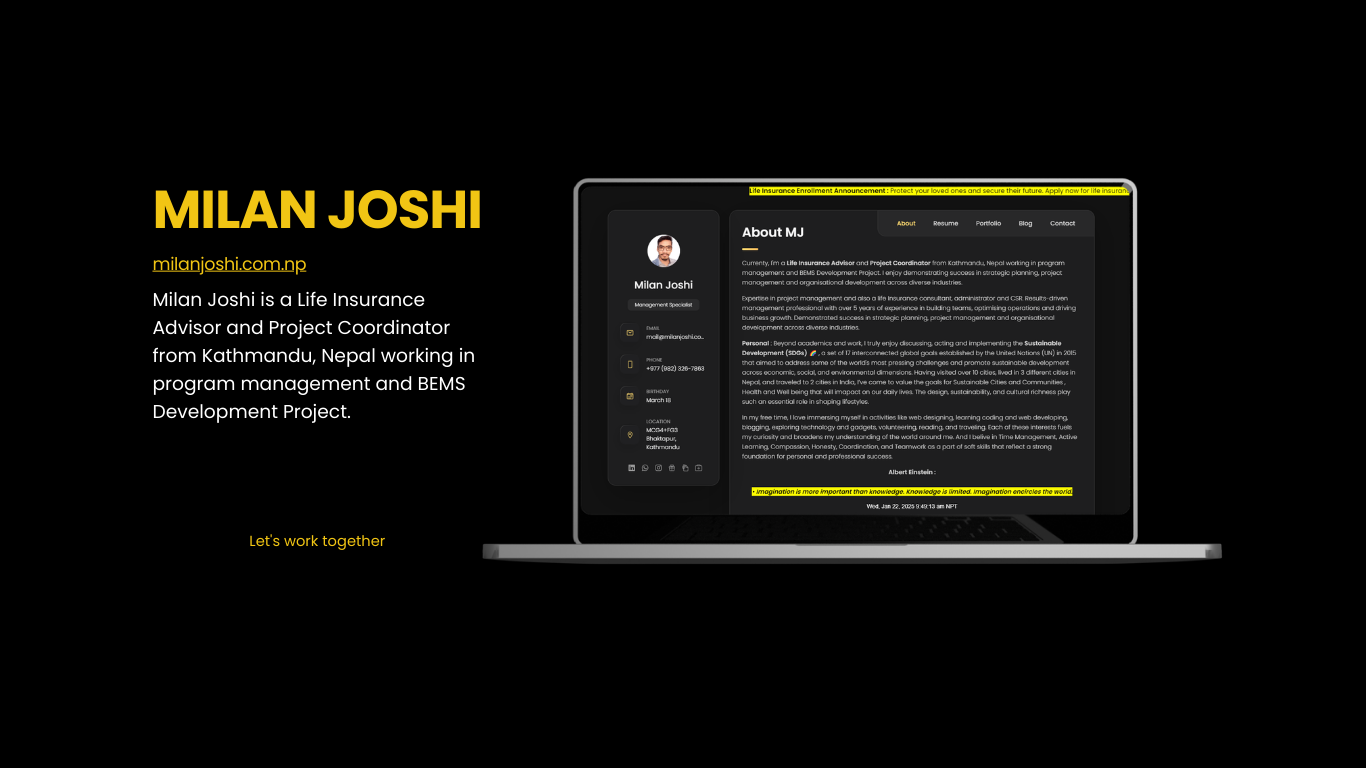 MILAN JOSHI
milanjoshi.com.np
Milan Joshi is a Life Insurance
Advisor and Project Coordinator
from Kathmandu, Nepal working in
program management and BEMS
Development Project.
Let's work together
Life Insurance Enrollment Announcement : Protect your loved ones and secure their future. Apply now for life insuran
Milan Joshi
Management Specialist
EMAIL
mail@milanjoshi.co...
PHONE
+977 (982) 326-7863
BIRTHDAY
March 18
LOCATION
MCG4+FG3
Bhaktapur,
Kathmandu
About
Resume
Portfolio
Blog
Contact
About MJ
Currently, I'm a Life Insurance Advisor and Project Coordinator from Kathmandu, Nepal working in program
management and BEMS Development Project. I enjoy demonstrating success in strategic planning, project
management and organisational development across diverse industries.
Expertise in project management and also a life insurance consultant, administrator and CSR. Results-driven
management professional with over 5 years of experience in building teams, optimising operations and driving
business growth. Demonstrated success in strategic planning, project management and organisational
development across diverse industries.
Personal : Beyond academics and work, I truly enjoy discussing, acting and implementing the Sustainable
Development (SDGs) , a set of 17 interconnected global goals established by the United Nations (UN) in 2015
that aimed to address some of the world's most pressing challenges and promote sustainable development
across economic, social, and environmental dimensions. Having visited over 10 cities, lived in 3 different cities in
Nepal, and traveled to 2 cities in India, I've come to value the goals for Sustainable Cities and Communities ,
Health and Well being that will imapact on our daily lives. The design, sustainability, and cultural richness play
such an essential role in shaping lifestyles.
In my free time, I love immersing myself in activities like web designing, learning coding and web developing,
blogging, exploring technology and gadgets, volunteering, reading, and traveling. Each of these interests fuels
my curiosity and broadens my understanding of the world around me. And I belive in Time Management, Active
Learning, Compassion, Honesty, Coordinction, and Teamwork as a part of soft skills that reflect a strong
foundation for personal and professional success.
Albert Einstein :
• Imagination is more important than knowledge. Knowledge is limited. Imagination encircles the world.
Wed, Jan 22, 2025 9:49:13 am NPT